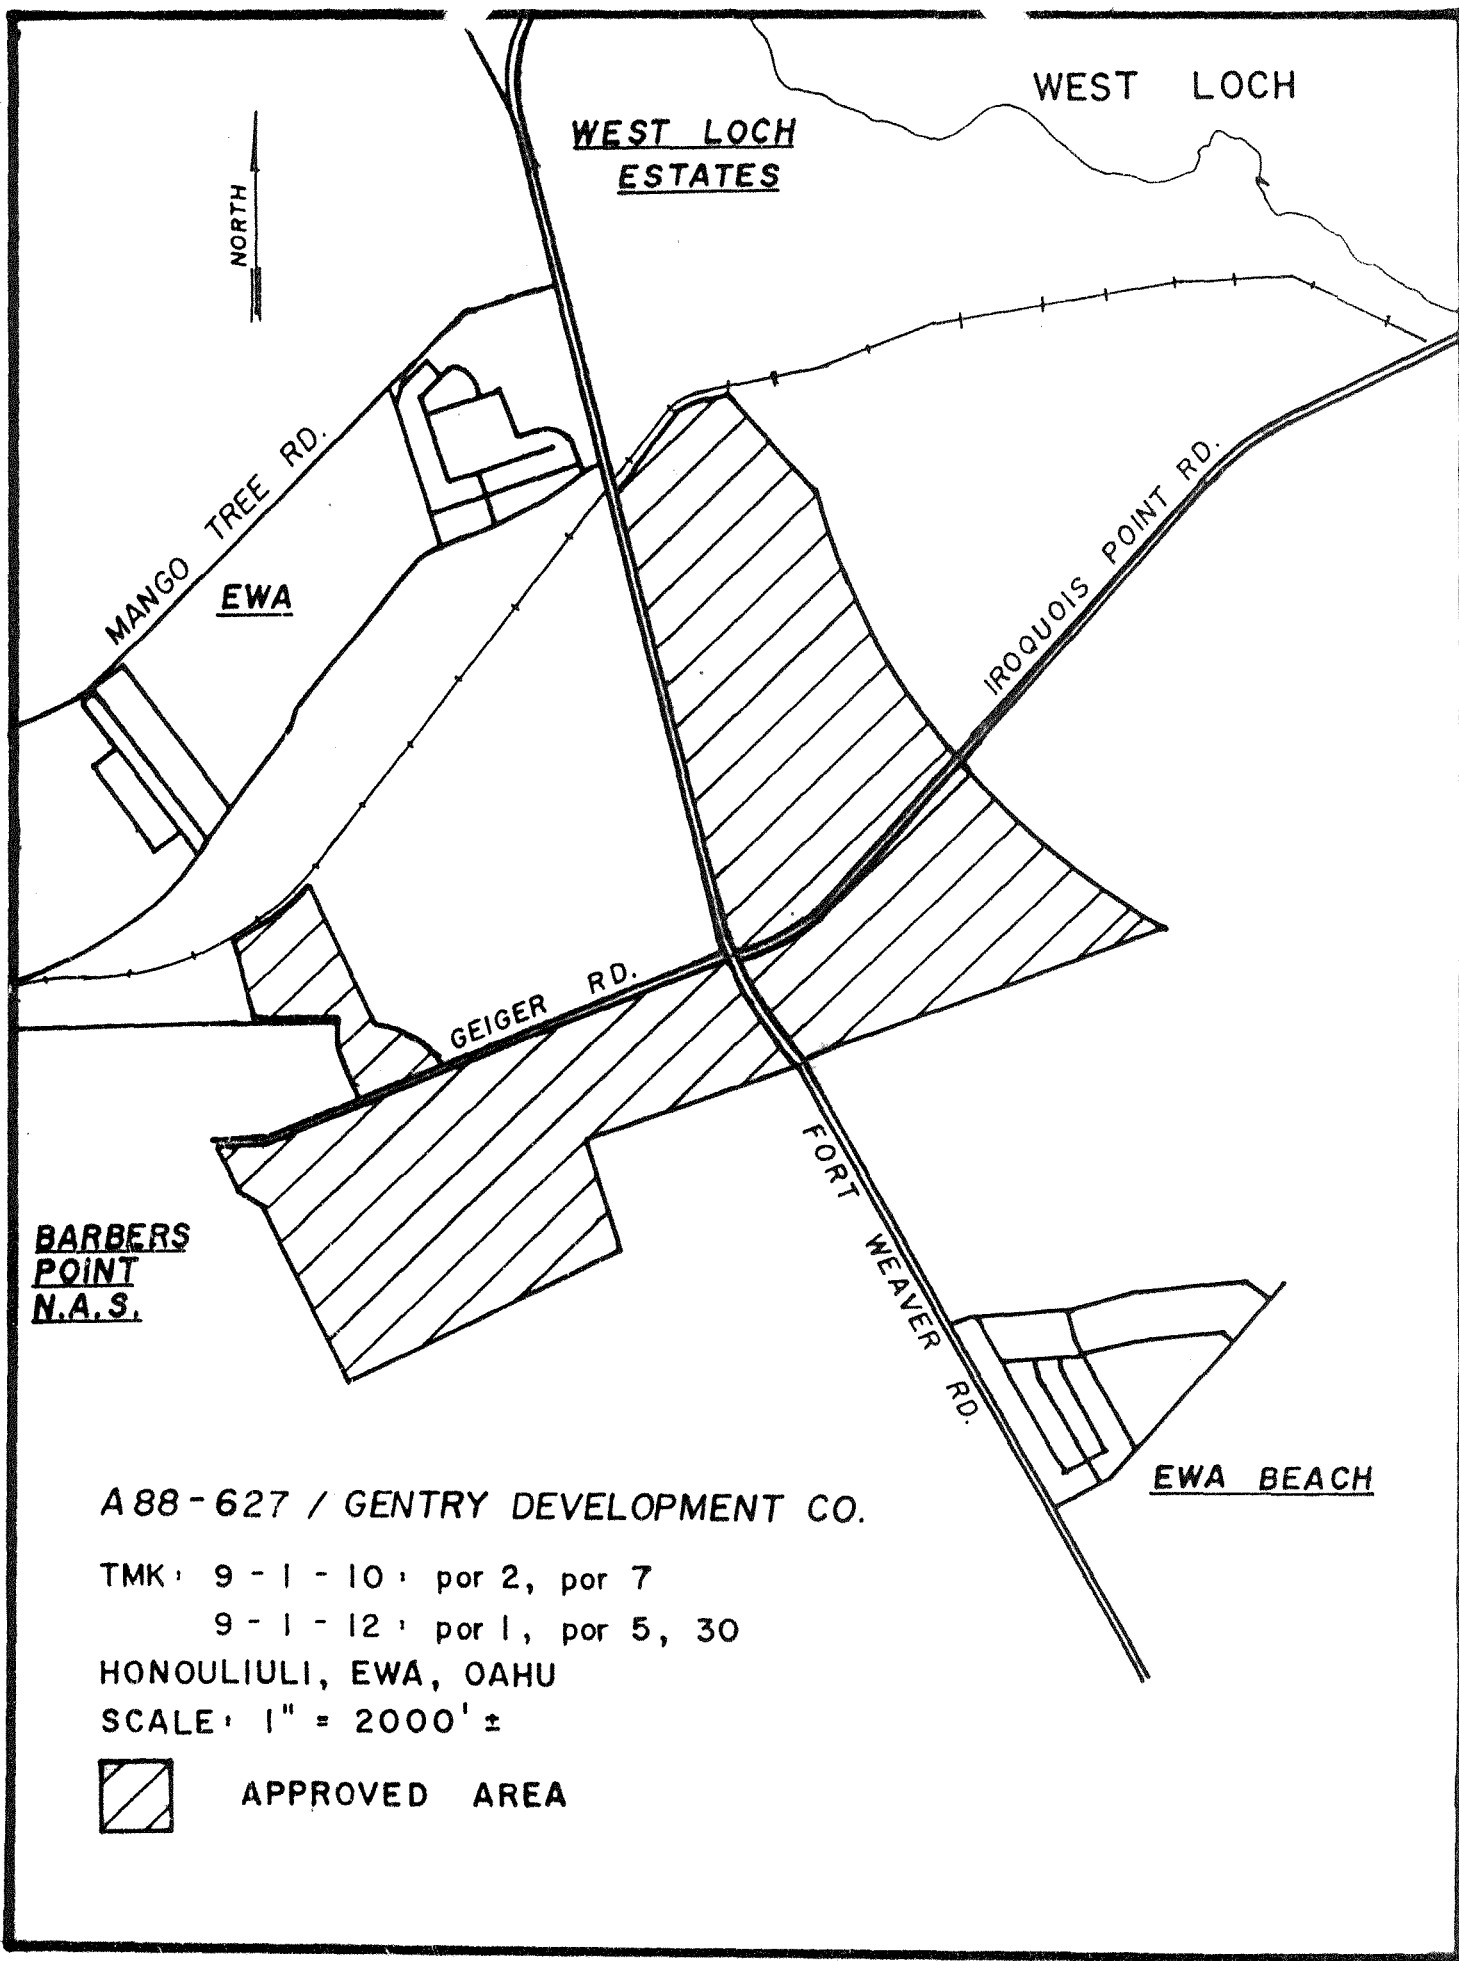 WEST LOCH
WEST LOCH
ESTATES
NORTH
MANGO TREE RD.
EWA
IROQUOIS POINT RD.
GEIGER RD.
FORT WEAVER RD.
BARBERS
POINT
N.A.S.
EWA BEACH
A88-627 / GENTRY DEVELOPMENT CO.
TMK: 9-1-10: por 2, por 7
9-1-12: por 1, por 5, 30
HONOULIULI, EWA, OAHU
SCALE: 1" = 2000' ±
APPROVED AREA